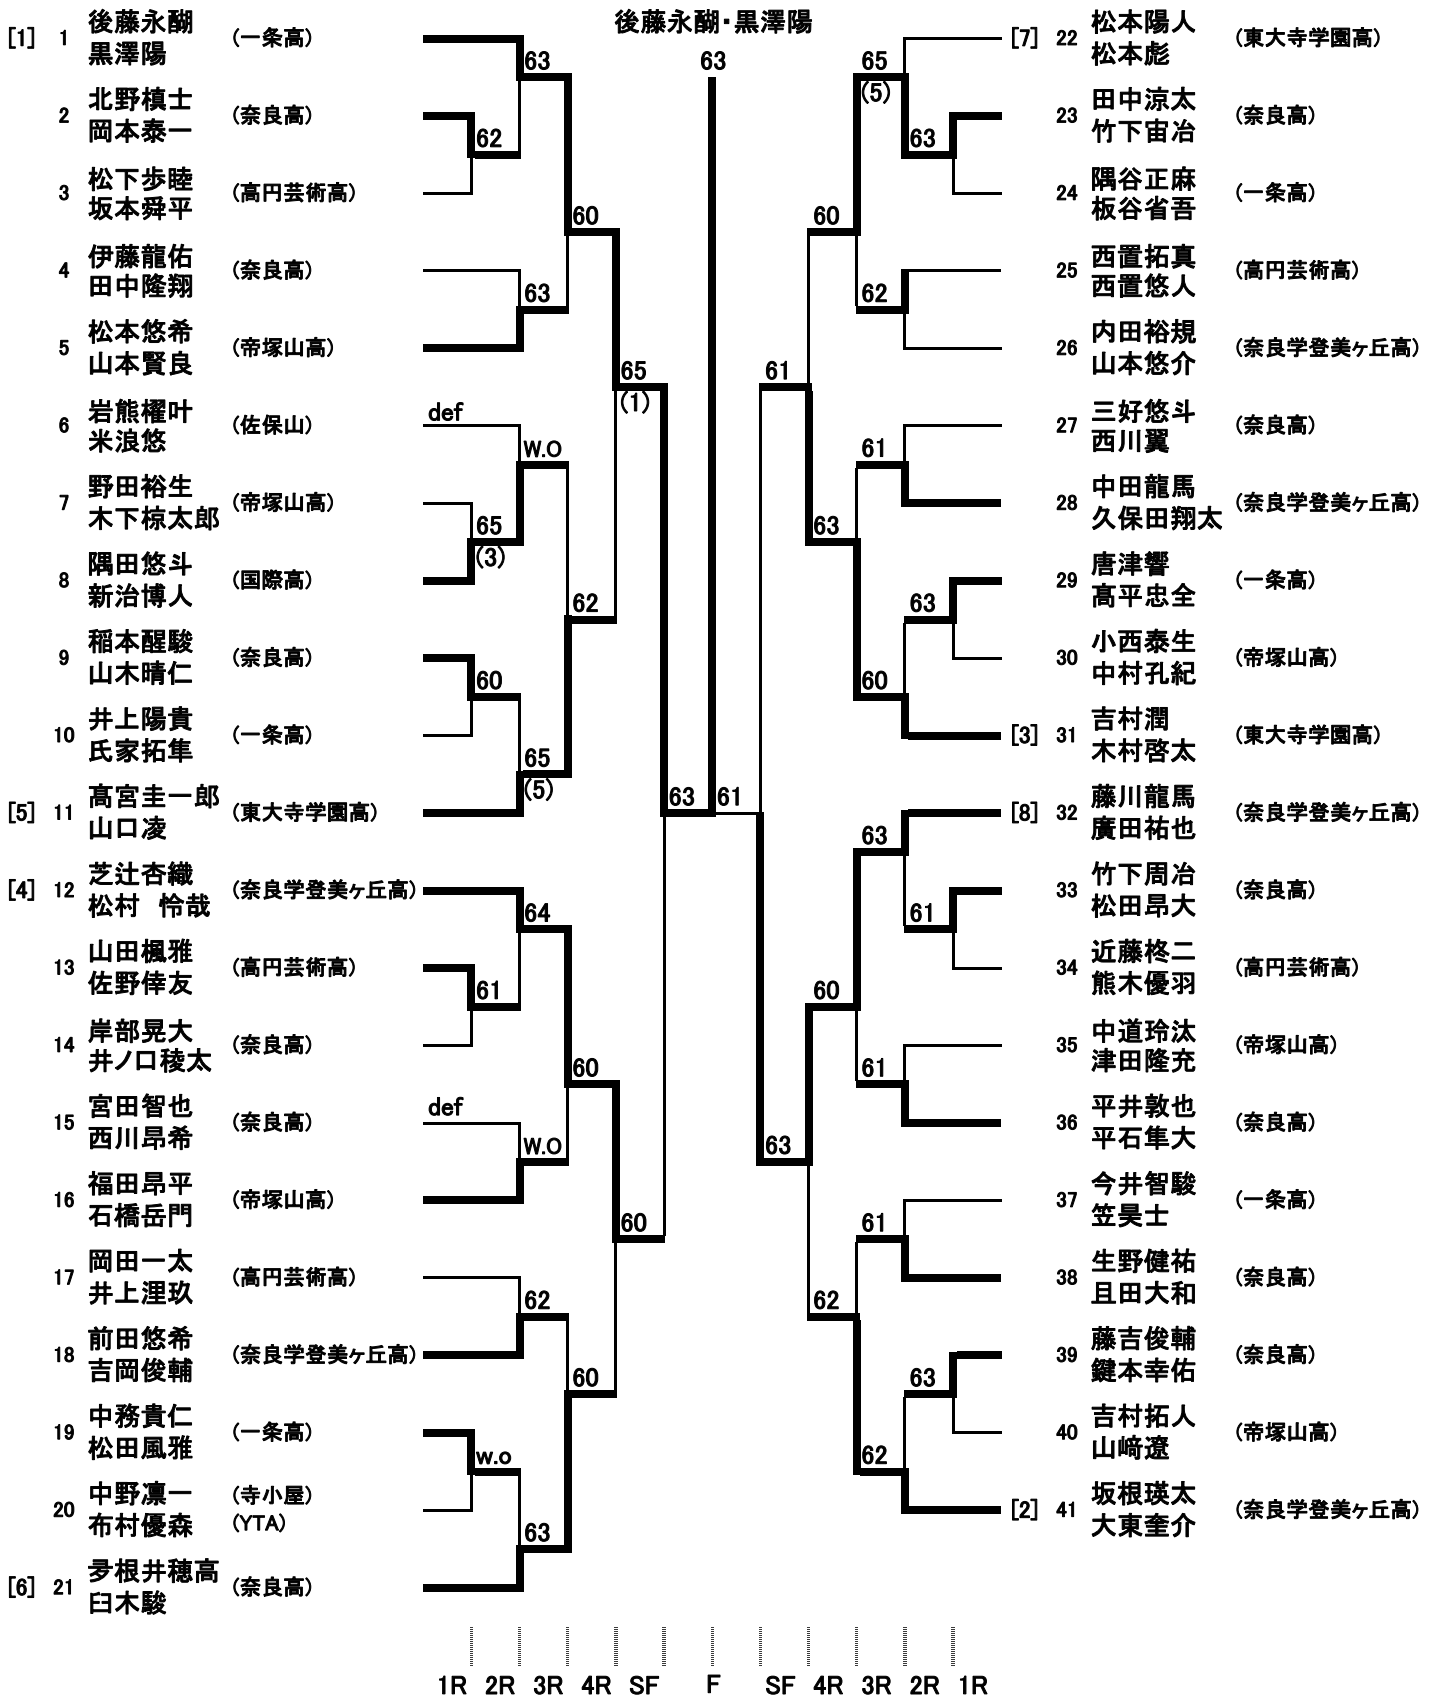 後藤永醐・黒澤陽
63
[1] 1 後藤永醐 (一条高)
黒澤陽
63
2 北野槙士 (奈良高)
岡本泰一
62
3 松下歩睦 (高円芸術高)
坂本舜平
60
4 伊藤龍佑 (奈良高)
田中隆翔
63
5 松本悠希 (帝塚山高)
山本賢良
65
(1)
6 岩熊櫂叶 (佐保山) def
米浪悠
W.O
7 野田裕生 (帝塚山高)
木下椋太郎
65
(3)
8 隅田悠斗 (国際高)
新治博人
62
9 稲本醒駿 (奈良高)
山木晴仁
60
10 井上陽貴 (一条高)
氏家拓隼
65
(5)
[5] 11 髙宮圭一郎 (東大寺学園高)
山口凌
63 61
[4] 12 芝辻杏織 (奈良学登美ヶ丘高)
松村　怜哉
64
13 山田楓雅 (高円芸術高)
佐野倖友
61
14 岸部晃大 (奈良高)
井ノ口稜太
60
15 宮田智也 (奈良高) def
西川昂希
W.O
16 福田昂平 (帝塚山高)
石橋岳門
60
17 岡田一太 (高円芸術高)
井上浬玖
62
18 前田悠希 (奈良学登美ヶ丘高)
吉岡俊輔
60
19 中務貴仁 (一条高)
松田風雅
w.o
20 中野凛一 (寺小屋)
布村優森 (YTA)
63
[6] 21 夛根井穂高 (奈良高)
臼木駿
[7] 22 松本陽人 (東大寺学園高)
松本彪
65
(5)
23 田中涼太 (奈良高)
竹下宙冶
63
24 隅谷正麻 (一条高)
板谷省吾
60
25 西置拓真 (高円芸術高)
西置悠人
62
26 内田裕規 (奈良学登美ヶ丘高)
山本悠介
61
27 三好悠斗 (奈良高)
西川翼
61
28 中田龍馬 (奈良学登美ヶ丘高)
久保田翔太
63
29 唐津響 (一条高)
髙平忠全
63
30 小西泰生 (帝塚山高)
中村孔紀
60
[3] 31 吉村潤 (東大寺学園高)
木村啓太
[8] 32 藤川龍馬 (奈良学登美ヶ丘高)
廣田祐也
63
33 竹下周冶 (奈良高)
松田昂大
61
34 近藤柊二 (高円芸術高)
熊木優羽
60
35 中道玲汰 (帝塚山高)
津田隆充
61
36 平井敦也 (奈良高)
平石隼大
63
37 今井智駿 (一条高)
笠昊士
61
38 生野健祐 (奈良高)
且田大和
62
39 藤吉俊輔 (奈良高)
鍵本幸佑
63
40 吉村拓人 (帝塚山高)
山﨑遼
62
[2] 41 坂根瑛太 (奈良学登美ヶ丘高)
大東奎介
1R 2R 3R 4R SF F SF 4R 3R 2R 1R